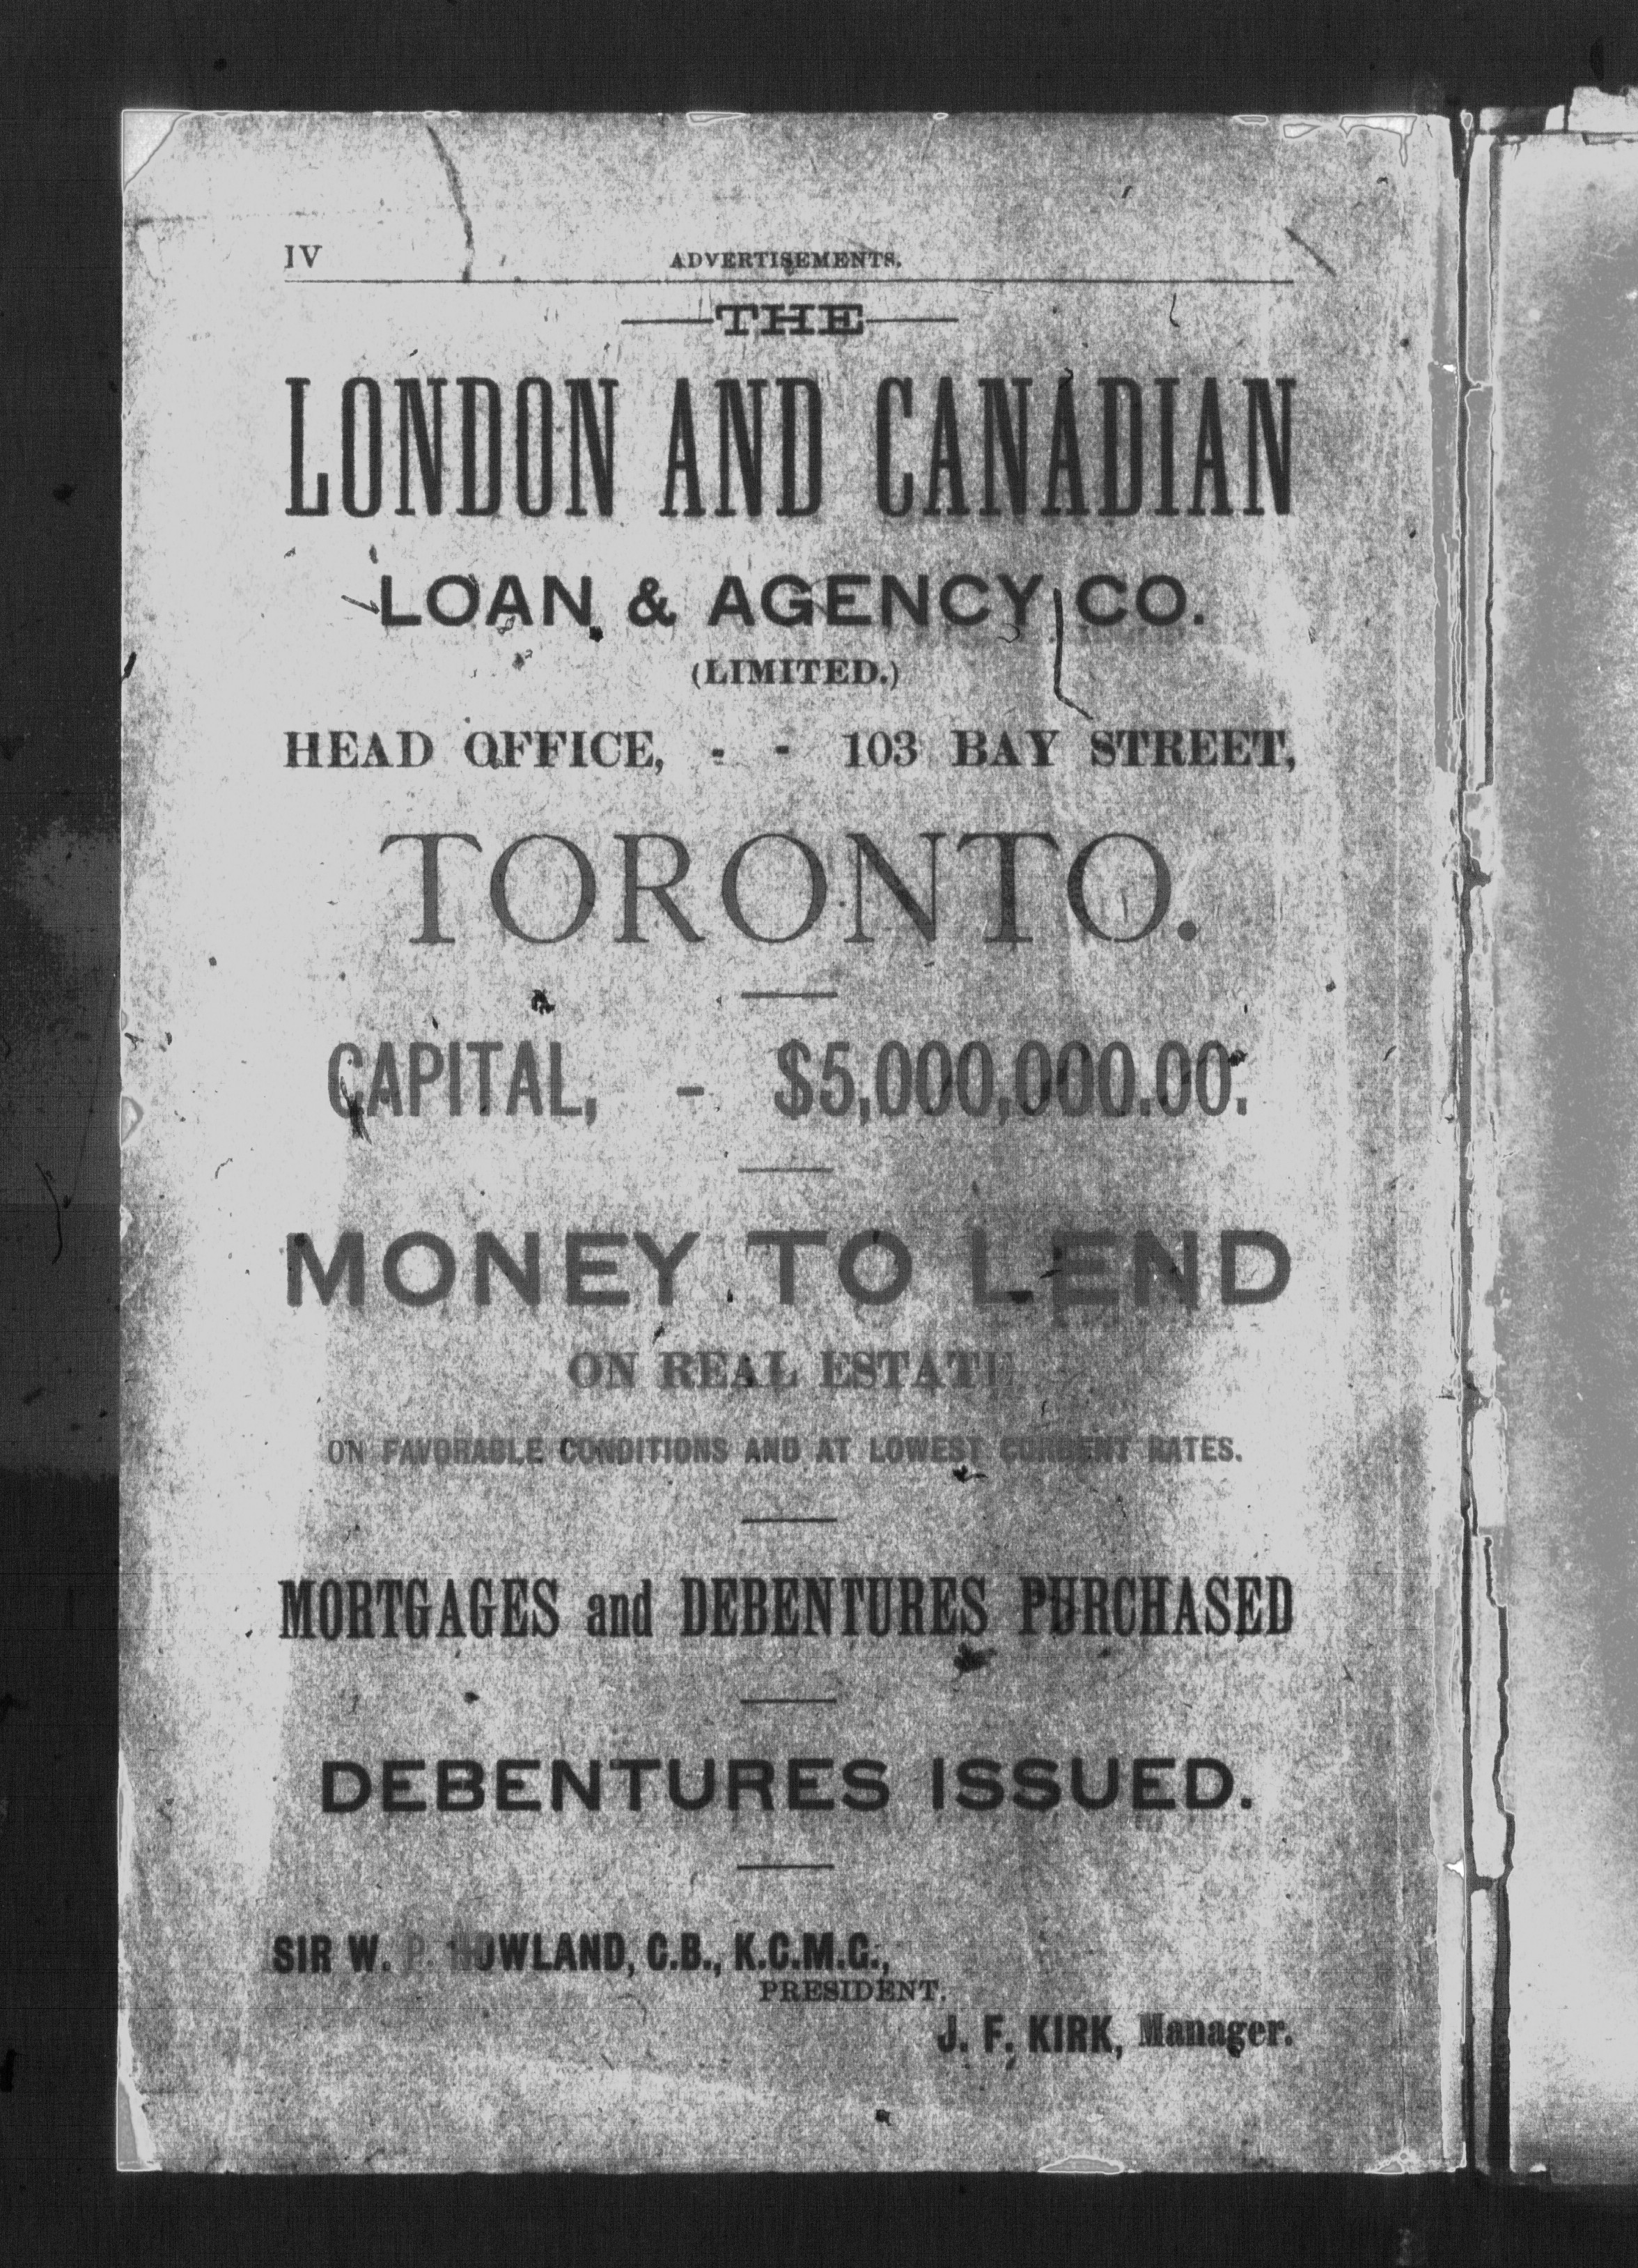 IV ADVERTISEMENTS.
THE
LONDON AND CANADIAN
LOAN & AGENCY CO.
(LIMITED.)
HEAD OFFICE, - - 103 BAY STREET,
TORONTO.
CAPITAL, - $5,000,000.00.
MONEY TO LEND
ON REAL ESTATE
ON FAVORABLE CONDITIONS AND AT LOWEST CURRENT RATES.
MORTGAGES and DEBENTURES PURCHASED
DEBENTURES ISSUED.
SIR W. P. HOWLAND, C.B., K.C.M.G.,
PRESIDENT.
J. F. KIRK, Manager.